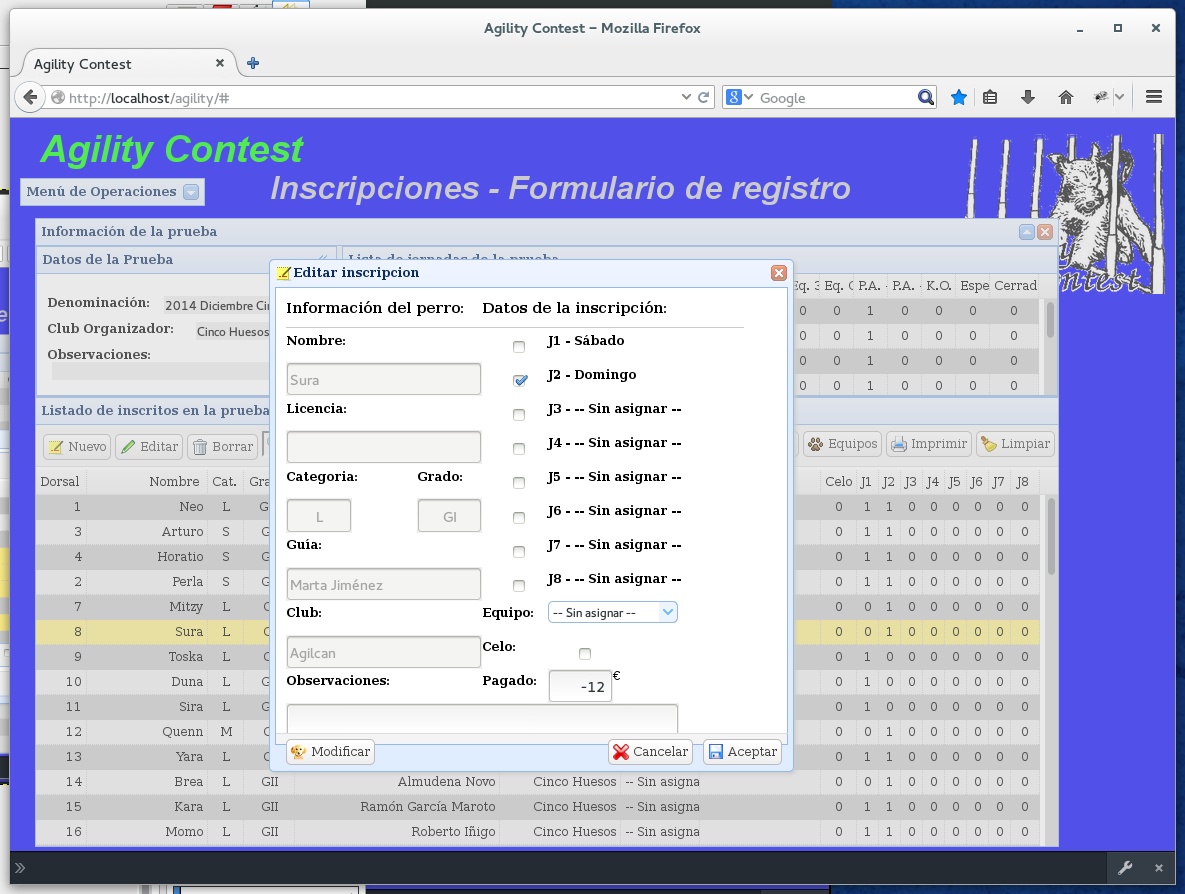 Agility Contest – Mozilla Firefox
Agility Contest
http://localhost/agility/#
Google
Agility Contest
Menú de Operaciones
Inscripciones - Formulario de registro
Información de la prueba
Datos de la Prueba
Lista de jornadas de la prueba
Denominación: 2014 Diciembre Cin
Club Organizador: Cinco Huesos
Observaciones:
Eq. 3 Eq. C P.A. - P.A. - K.O. Espe Cerrad
0 0 1 0 0 0 0
0 0 1 0 0 0 0
0 0 1 0 0 0 0
0 0 1 0 0 0 0
Editar inscripcion
Información del perro: Datos de la inscripción:
Nombre: J1 - Sábado
Sura J2 - Domingo
Licencia: J3 - -- Sin asignar --
J4 - -- Sin asignar --
Categoria: Grado: J5 - -- Sin asignar --
L GI J6 - -- Sin asignar --
Guia: J7 - -- Sin asignar --
Marta Jiménez J8 - -- Sin asignar --
Club: Equipo: -- Sin asignar --
Agilcan Celo:
Observaciones: Pagado: -12 €
Modificar Cancelar Aceptar
Listado de inscritos en la prueba
Nuevo Editar Borrar Equipos Imprimir Limpiar
Dorsal Nombre Cat. Gra Celo J1 J2 J3 J4 J5 J6 J7 J8
1 Neo L G 0 1 1 0 0 0 0 0 0
3 Arturo S G 0 1 1 0 0 0 0 0 0
4 Horatio S G 0 1 1 0 0 0 0 0 0
2 Perla S G 0 1 1 0 0 0 0 0 0
7 Mitzy L 0 0 1 0 0 0 0 0 0
8 Sura L 0 0 1 0 0 0 0 0 0
9 Toska L 0 1 0 0 0 0 0 0 0
10 Duna L 0 1 1 0 0 0 0 0 0
11 Sira L 0 1 0 0 0 0 0 0 0
12 Quenn M 0 0 1 0 0 0 0 0 0
13 Yara L 0 1 1 0 0 0 0 0 0
14 Brea L GII Almudena Novo Cinco Huesos -- Sin asigna 0 0 1 0 0 0 0 0 0
15 Kara L GII Ramón García Maroto Cinco Huesos -- Sin asigna 0 1 1 0 0 0 0 0 0
16 Momo L GII Roberto Iñigo Cinco Huesos -- Sin asigna 0 1 1 0 0 0 0 0 0